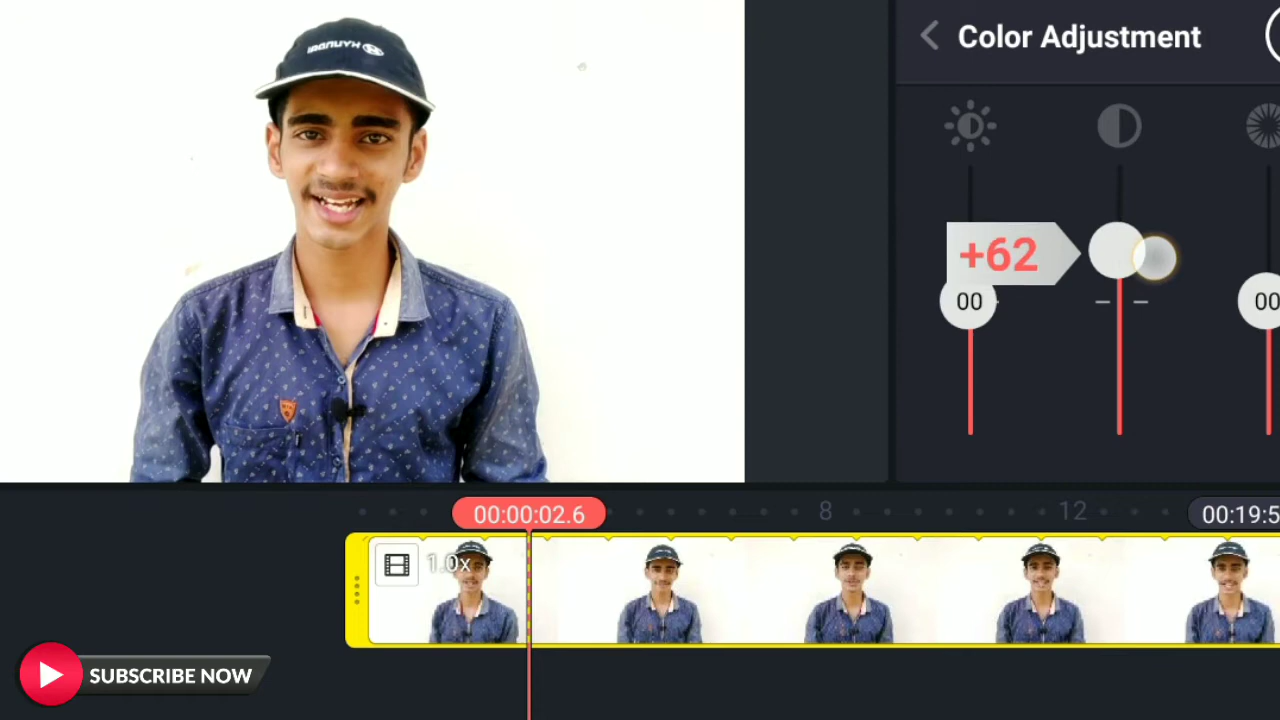 HYUNDAI
Color Adjustment
+62
00
00
00:00:02.6
8
12
00:19:5
1.0x
SUBSCRIBE NOW